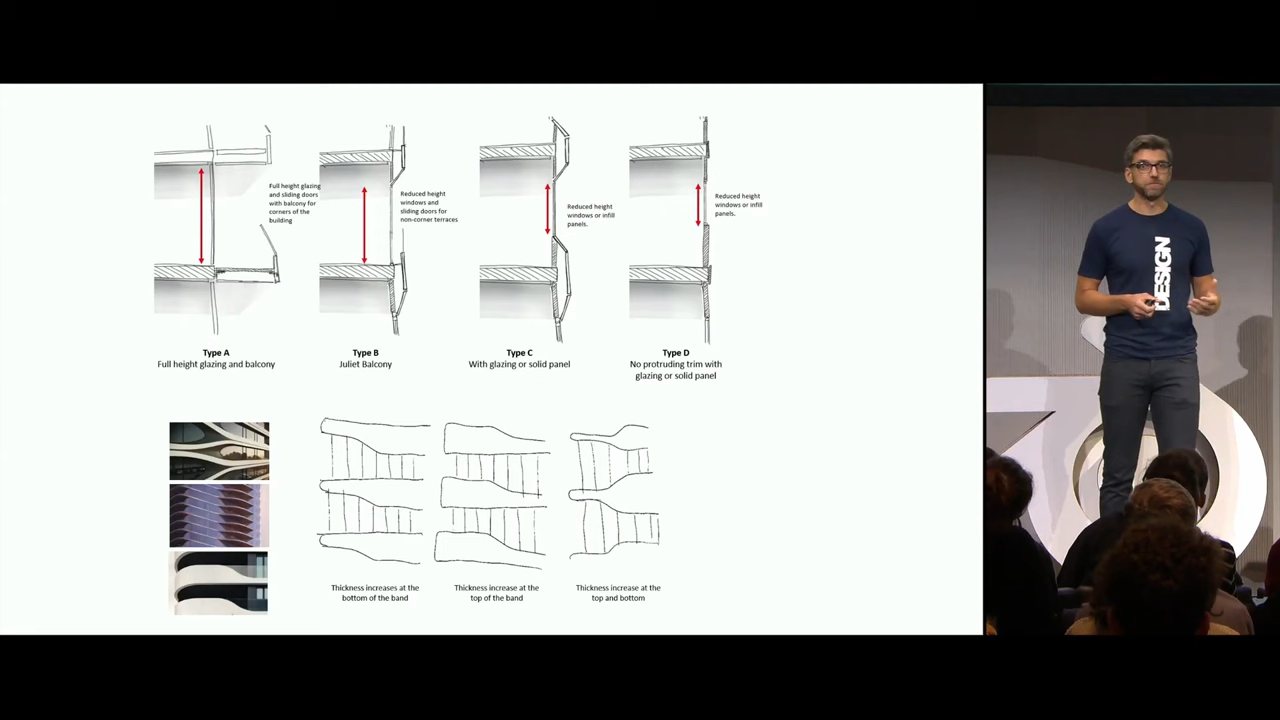 Full height glazing
and sliding doors
with balcony for
corners of the
building
Reduced height
windows and
sliding doors for
non-corner terraces
Reduced height
windows or infill
panels.
Reduced height
windows or infill
panels.
Type A
Full height glazing and balcony
Type B
Juliet Balcony
Type C
With glazing or solid panel
Type D
No protruding trim with
glazing or solid panel
Thickness increases at the
bottom of the band
Thickness increase at the
top of the band
Thickness increase at the
top and bottom
DESIGN